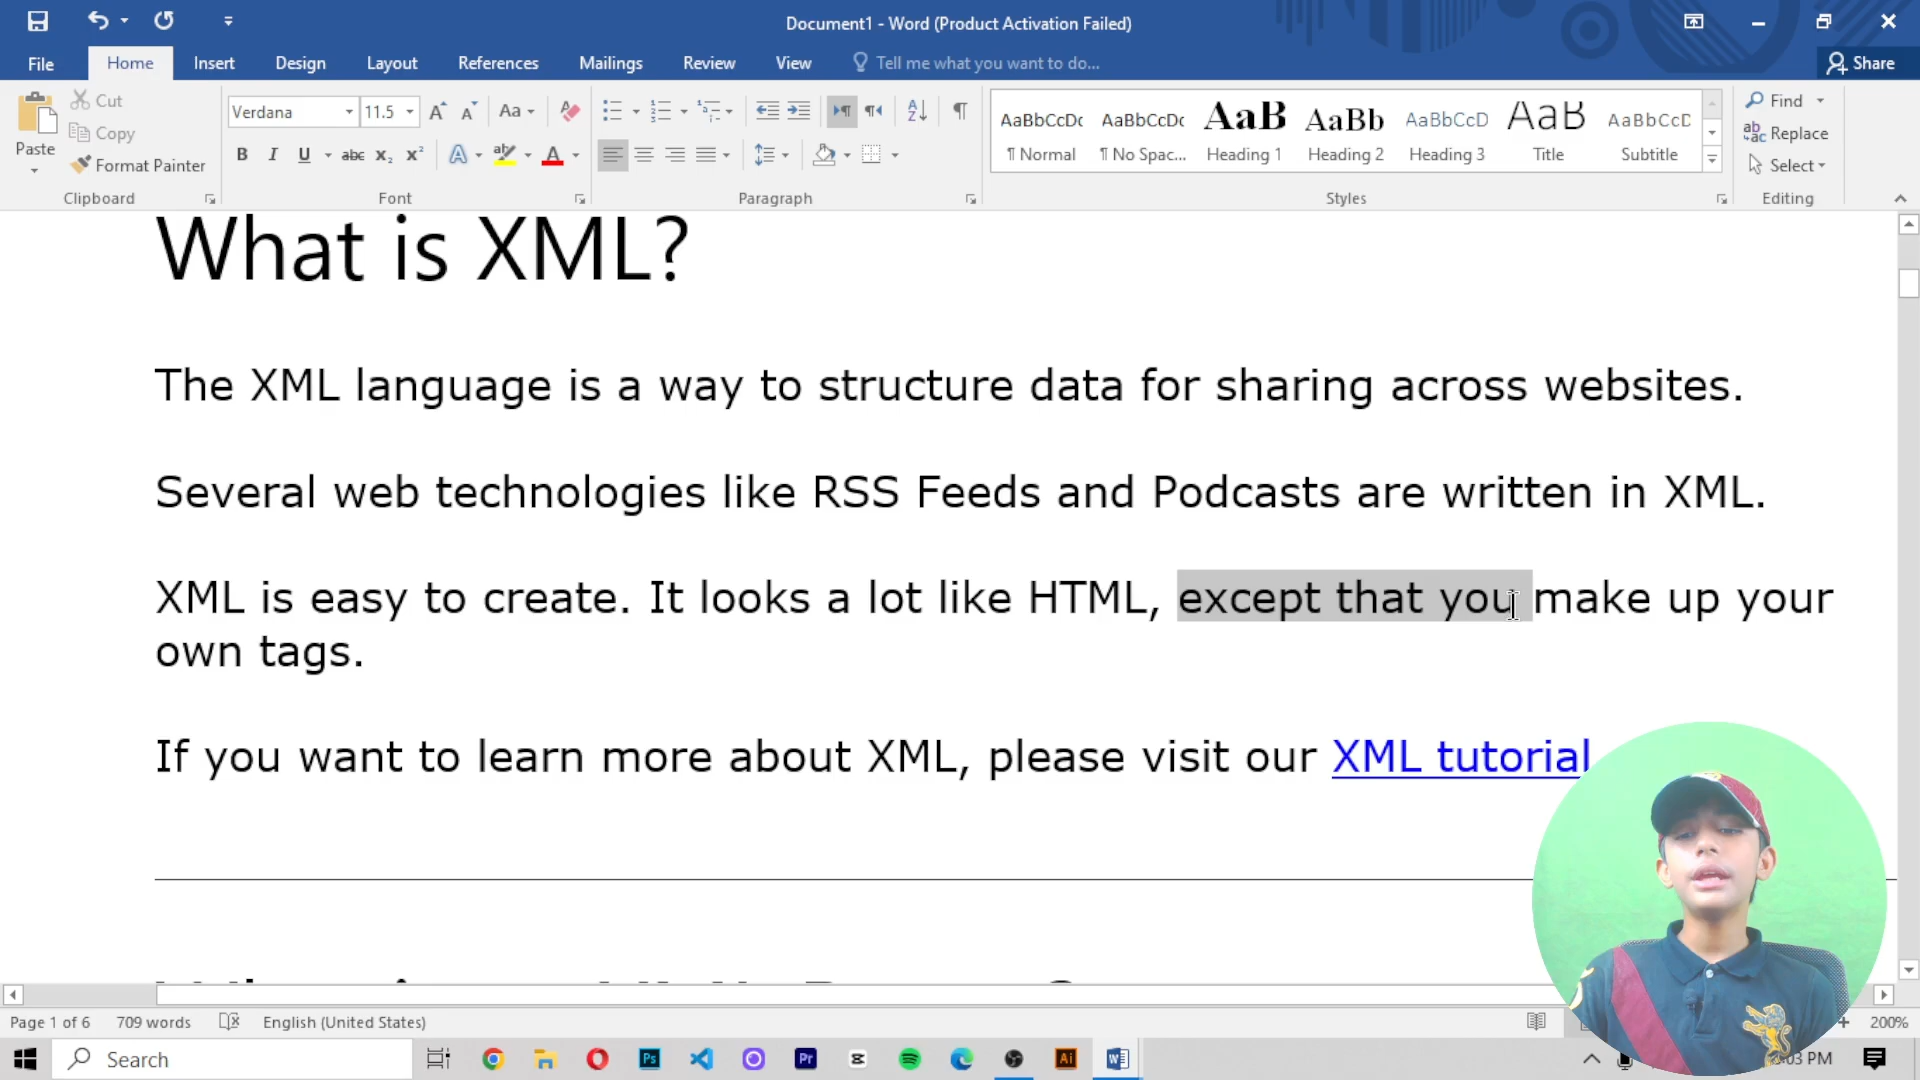 Document1 - Word (Product Activation Failed)
File Home Insert Design Layout References Mailings Review View Tell me what you want to do... Share
Paste
Cut
Copy
Format Painter
Clipboard
Verdana 11.5
Font
Paragraph
AaBbCcDc AaBbCcDc AaB AaBb AaBbCcD AaB AaBbCcD
¶ Normal ¶ No Spac... Heading 1 Heading 2 Heading 3 Title Subtitle
Styles
Find
Replace
Select
Editing
What is XML?
The XML language is a way to structure data for sharing across websites.
Several web technologies like RSS Feeds and Podcasts are written in XML.
XML is easy to create. It looks a lot like HTML, except that you make up your
own tags.
If you want to learn more about XML, please visit our XML tutorial
Page 1 of 6 709 words English (United States) 200%
Search
:03 PM